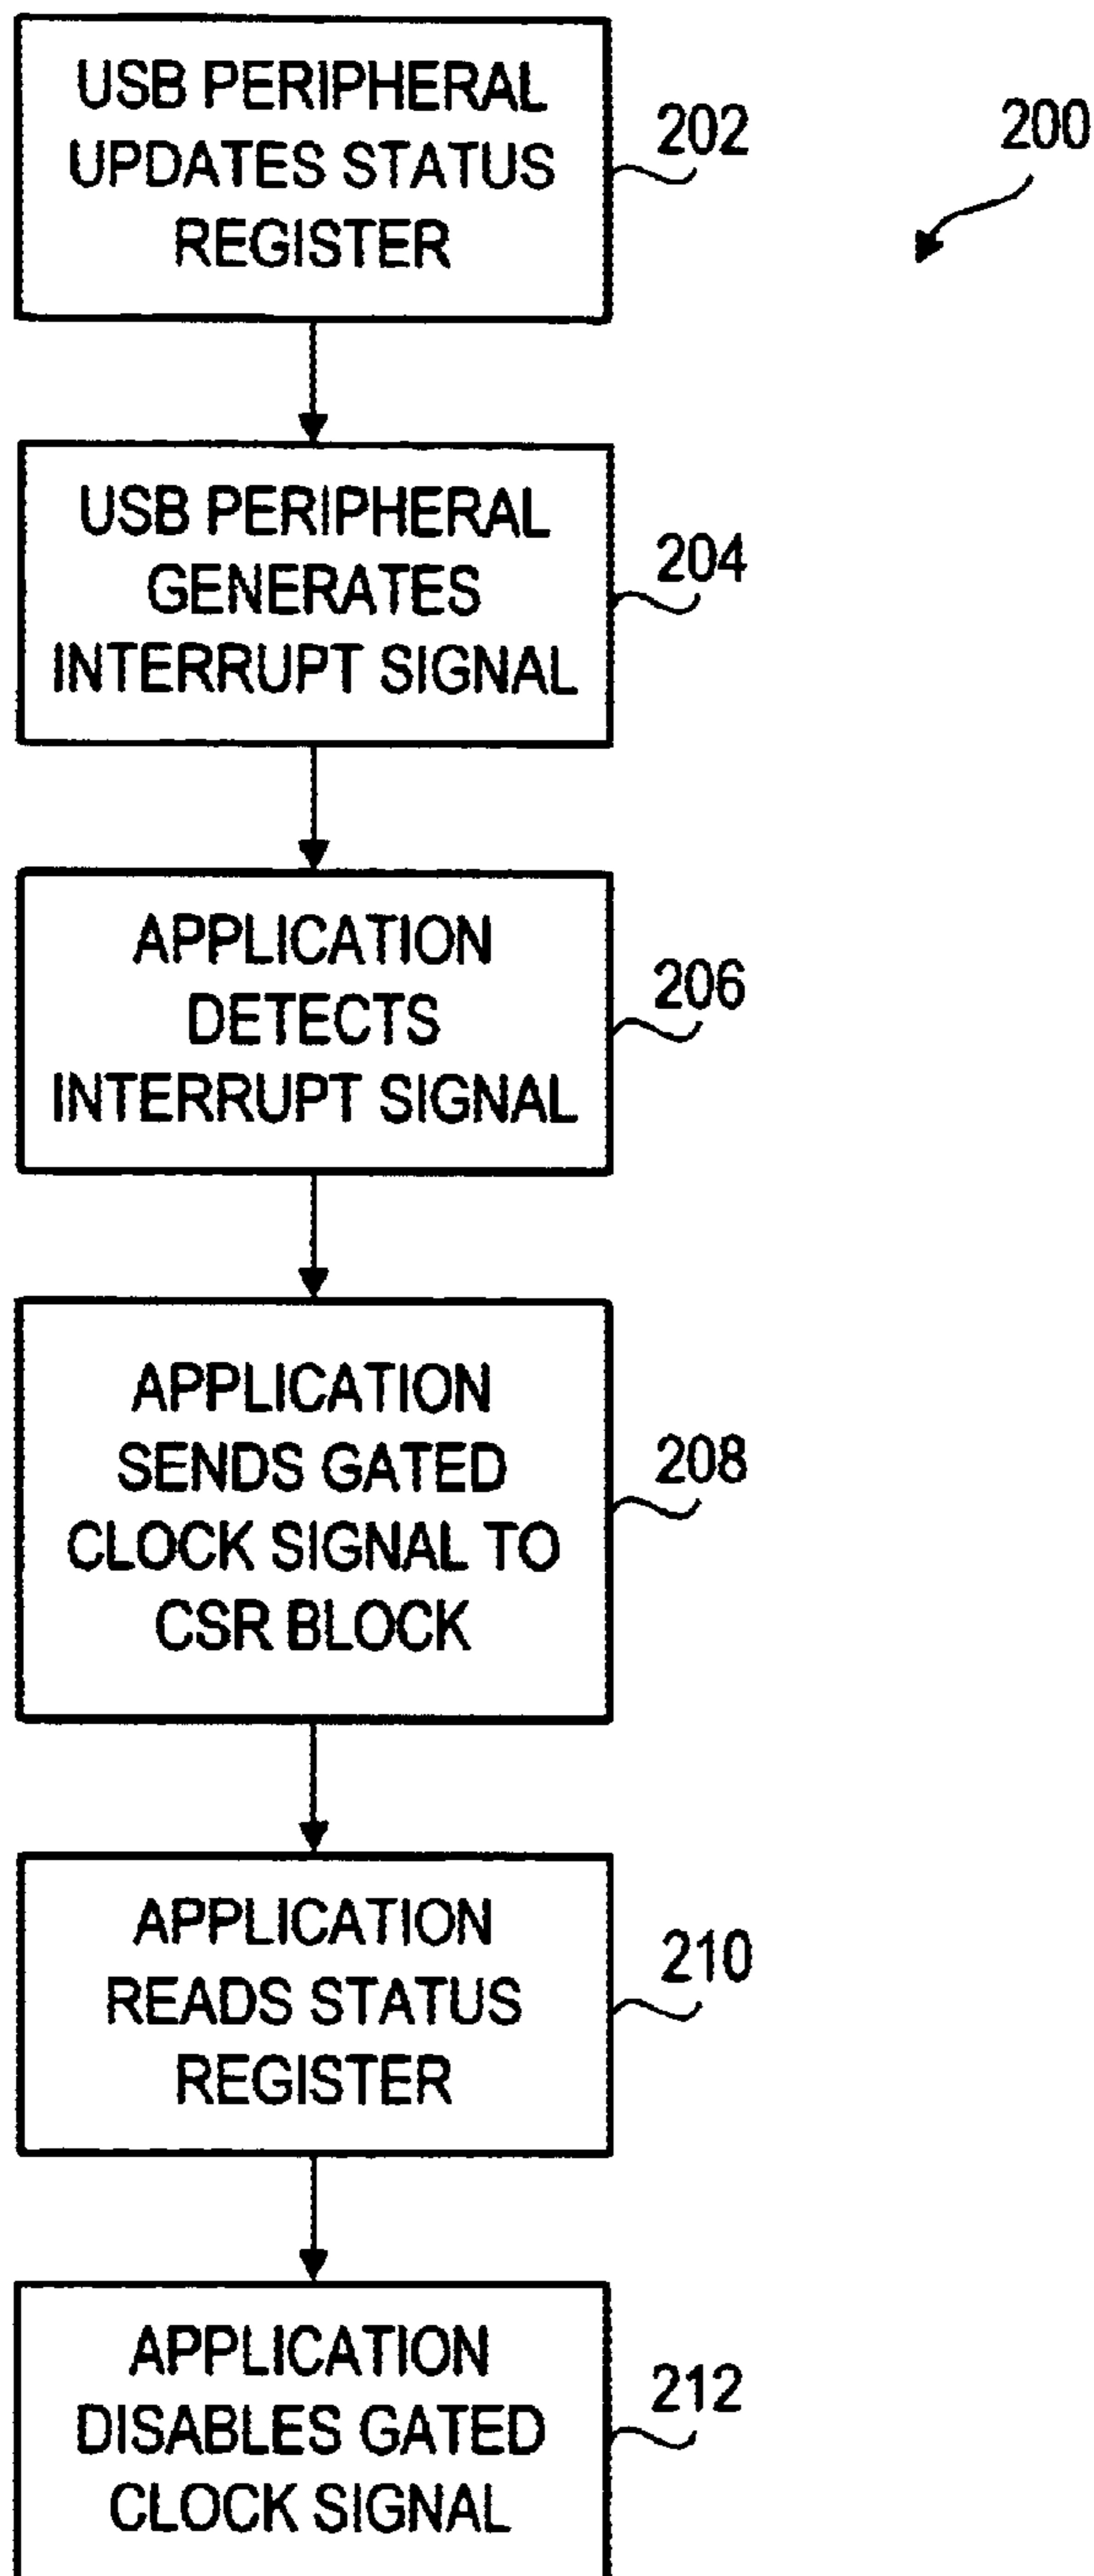 USB PERIPHERAL
UPDATES STATUS
REGISTER
202
200
USB PERIPHERAL
GENERATES
INTERRUPT SIGNAL
204
APPLICATION
DETECTS
INTERRUPT SIGNAL
206
APPLICATION
SENDS GATED
CLOCK SIGNAL TO
CSR BLOCK
208
APPLICATION
READS STATUS
REGISTER
210
APPLICATION
DISABLES GATED
CLOCK SIGNAL
212